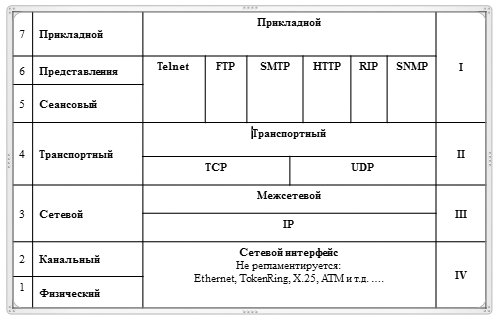 7 Прикладной Прикладной
6 Представления Telnet FTP SMTP HTTP RIP SNMP I
5 Сеансовый
4 Транспортный Транспортный II
TCP UDP
3 Сетевой Межсетевой III
IP
2 Канальный Сетевой интерфейс
Не регламентируется:
Ethernet, TokenRing, X.25, ATM и т.д. ....
IV
1 Физический